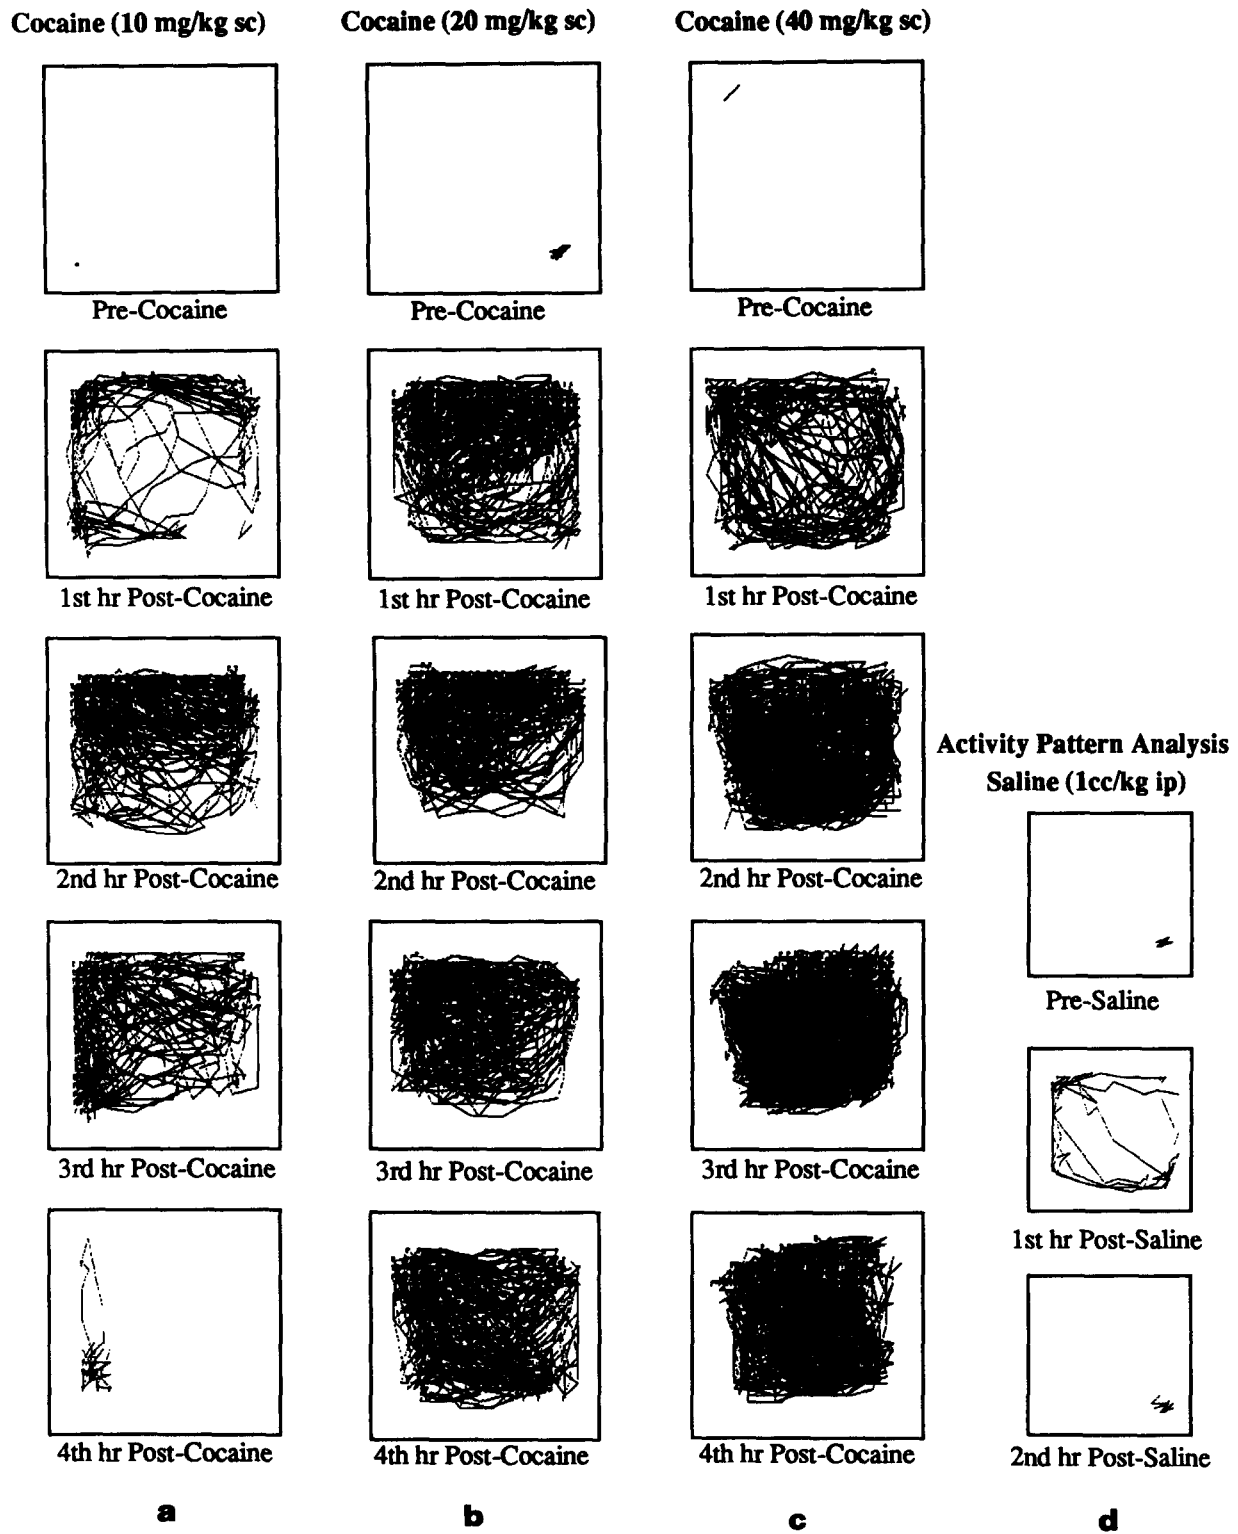 Cocaine (10 mg/kg sc)
Cocaine (20 mg/kg sc)
Cocaine (40 mg/kg sc)
Pre-Cocaine
Pre-Cocaine
Pre-Cocaine
1st hr Post-Cocaine
1st hr Post-Cocaine
1st hr Post-Cocaine
2nd hr Post-Cocaine
2nd hr Post-Cocaine
2nd hr Post-Cocaine
3rd hr Post-Cocaine
3rd hr Post-Cocaine
3rd hr Post-Cocaine
4th hr Post-Cocaine
4th hr Post-Cocaine
4th hr Post-Cocaine
Activity Pattern Analysis
Saline (1cc/kg ip)
Pre-Saline
1st hr Post-Saline
2nd hr Post-Saline
a
b
c
d